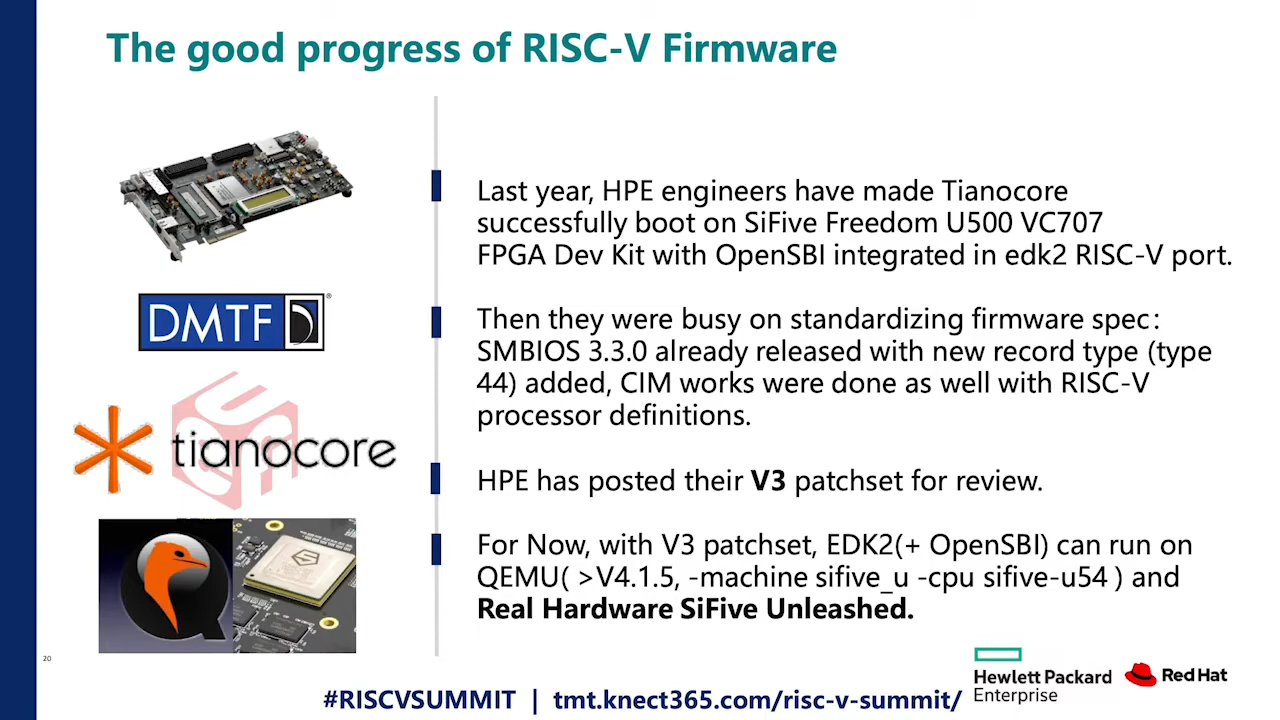 The good progress of RISC-V Firmware
Last year, HPE engineers have made Tianocore
successfully boot on SiFive Freedom U500 VC707
FPGA Dev Kit with OpenSBI integrated in edk2 RISC-V port.
DMTF
®
Then they were busy on standardizing firmware spec:
SMBIOS 3.3.0 already released with new record type (type
44) added, CIM works were done as well with RISC-V
processor definitions.
tianocore
HPE has posted their V3 patchset for review.
For Now, with V3 patchset, EDK2(+ OpenSBI) can run on
QEMU( >V4.1.5, -machine sifive_u -cpu sifive-u54 ) and
Real Hardware SiFive Unleashed.
20
#RISCVSUMMIT | tmt.knect365.com/risc-v-summit/
Hewlett Packard
Enterprise
Red Hat